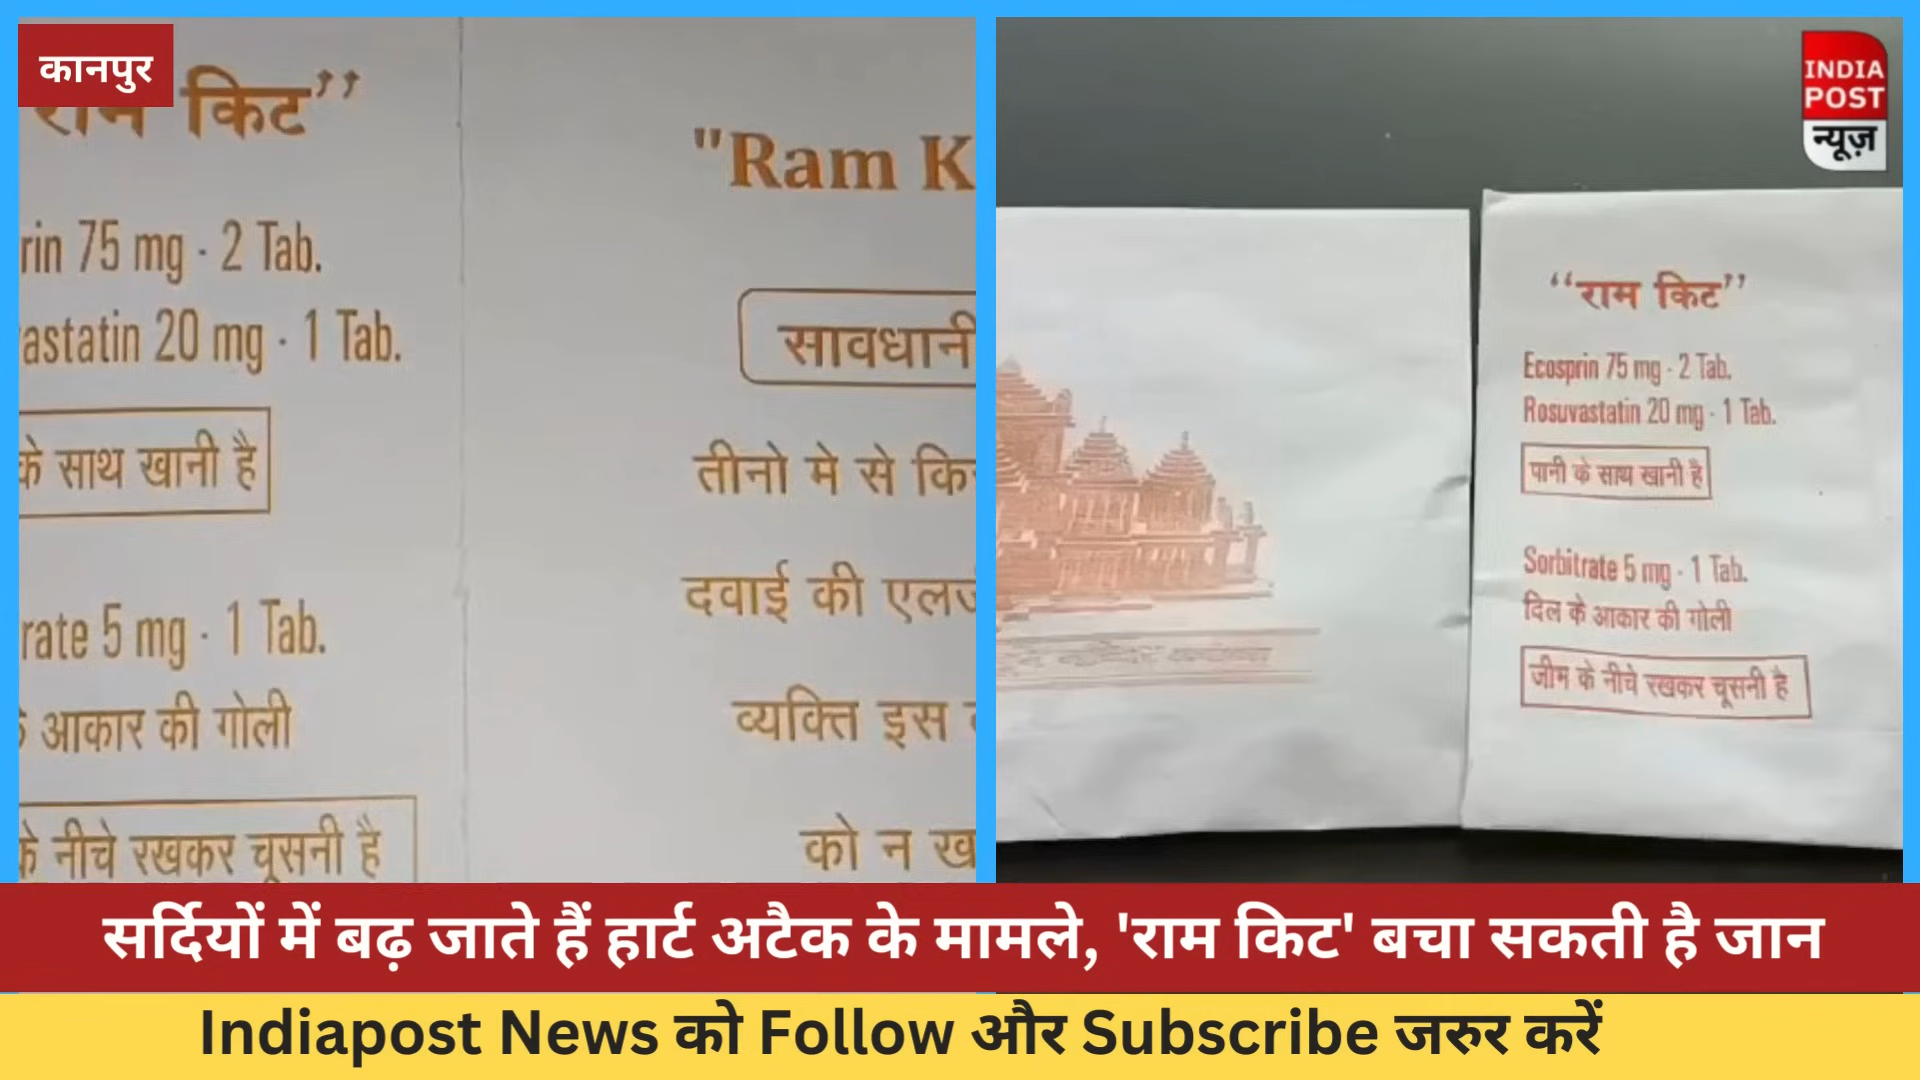 कानपुर
राम किट’’
rin 75 mg · 2 Tab.
astatin 20 mg · 1 Tab.
के साथ खानी है
rate 5 mg · 1 Tab.
आकार की गोली
के नीचे रखकर चूसनी है
"Ram K
सावधानी
तीनो मे से कि
दवाई की एल
व्यक्ति इस
को न ख
INDIA
POST
न्यूज़
‘‘राम किट’’
Ecosprin 75 mg · 2 Tab.
Rosuvastatin 20 mg · 1 Tab.
पानी के साथ खानी है
Sorbitrate 5 mg · 1 Tab.
दिल के आकार की गोली
जीभ के नीचे रखकर चूसनी है
सर्दियों में बढ़ जाते हैं हार्ट अटैक के मामले, 'राम किट' बचा सकती है जान
Indiapost News को Follow और Subscribe जरुर करें